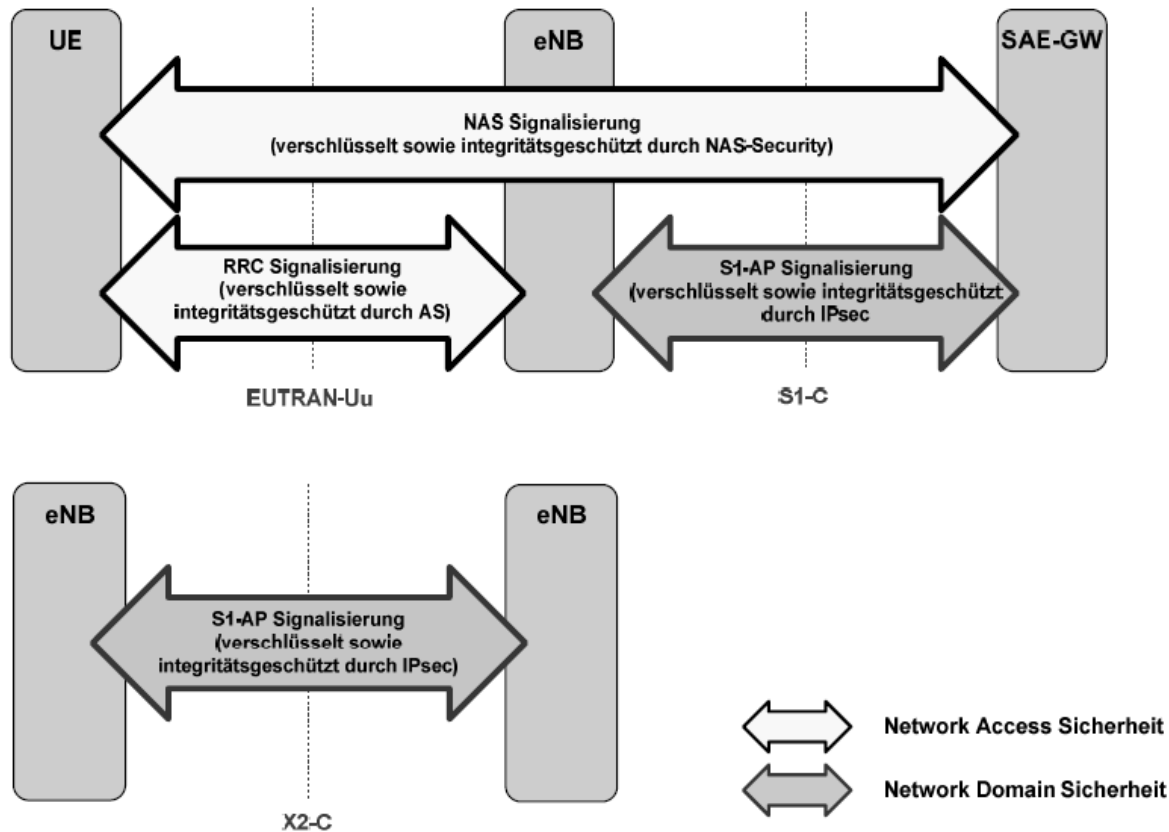 UE
eNB
SAE-GW
NAS Signalisierung
(verschlüsselt sowie integritätsgeschützt durch NAS-Security)
RRC Signalisierung
(verschlüsselt sowie
integritätsgeschützt durch AS)
S1-AP Signalisierung
(verschlüsselt sowie integritätsgeschützt
durch IPsec
EUTRAN-Uu
S1-C
eNB
eNB
S1-AP Signalisierung
(verschlüsselt sowie
integritätsgeschützt durch IPsec)
X2-C
Network Access Sicherheit
Network Domain Sicherheit